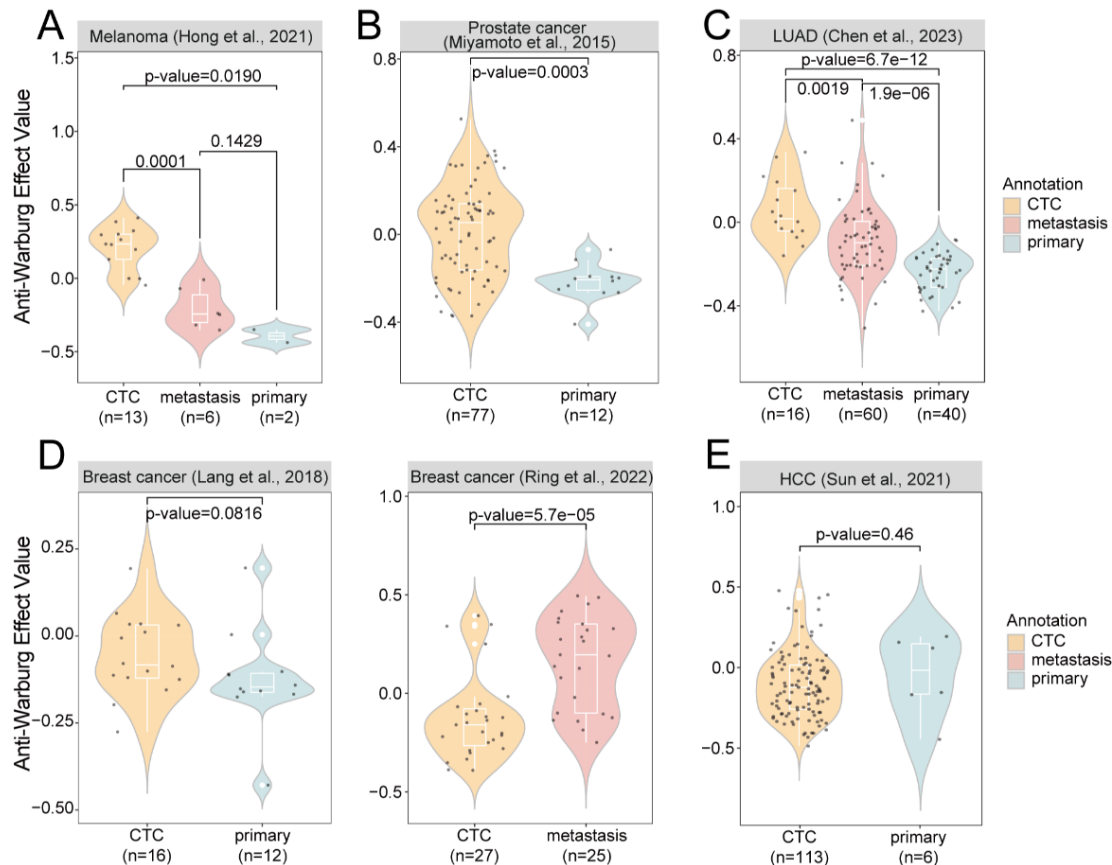 A
Melanoma (Hong et al., 2021)
Anti-Warburg Effect Value
1.5
1.0
0.5
0.0
−0.5
p-value=0.0190
0.1429
0.0001
CTC
(n=13)
metastasis
(n=6)
primary
(n=2)
B
Prostate cancer
(Miyamoto et al., 2015)
0.8
0.4
0.0
−0.4
p-value=0.0003
CTC
(n=77)
primary
(n=12)
C
LUAD (Chen et al., 2023)
0.8
0.4
0.0
−0.4
p-value=6.7e−12
0.0019
1.9e−06
CTC
(n=16)
metastasis
(n=60)
primary
(n=40)
Annotation
CTC
metastasis
primary
D
Breast cancer (Lang et al., 2018)
Anti-Warburg Effect Value
0.25
0.00
−0.25
−0.50
p-value=0.0816
CTC
(n=16)
primary
(n=12)
Breast cancer (Ring et al., 2022)
1.0
0.5
0.0
−0.5
p-value=5.7e−05
CTC
(n=27)
metastasis
(n=25)
E
HCC (Sun et al., 2021)
1.0
0.5
0.0
−0.5
p-value=0.46
CTC
(n=113)
primary
(n=6)
Annotation
CTC
metastasis
primary